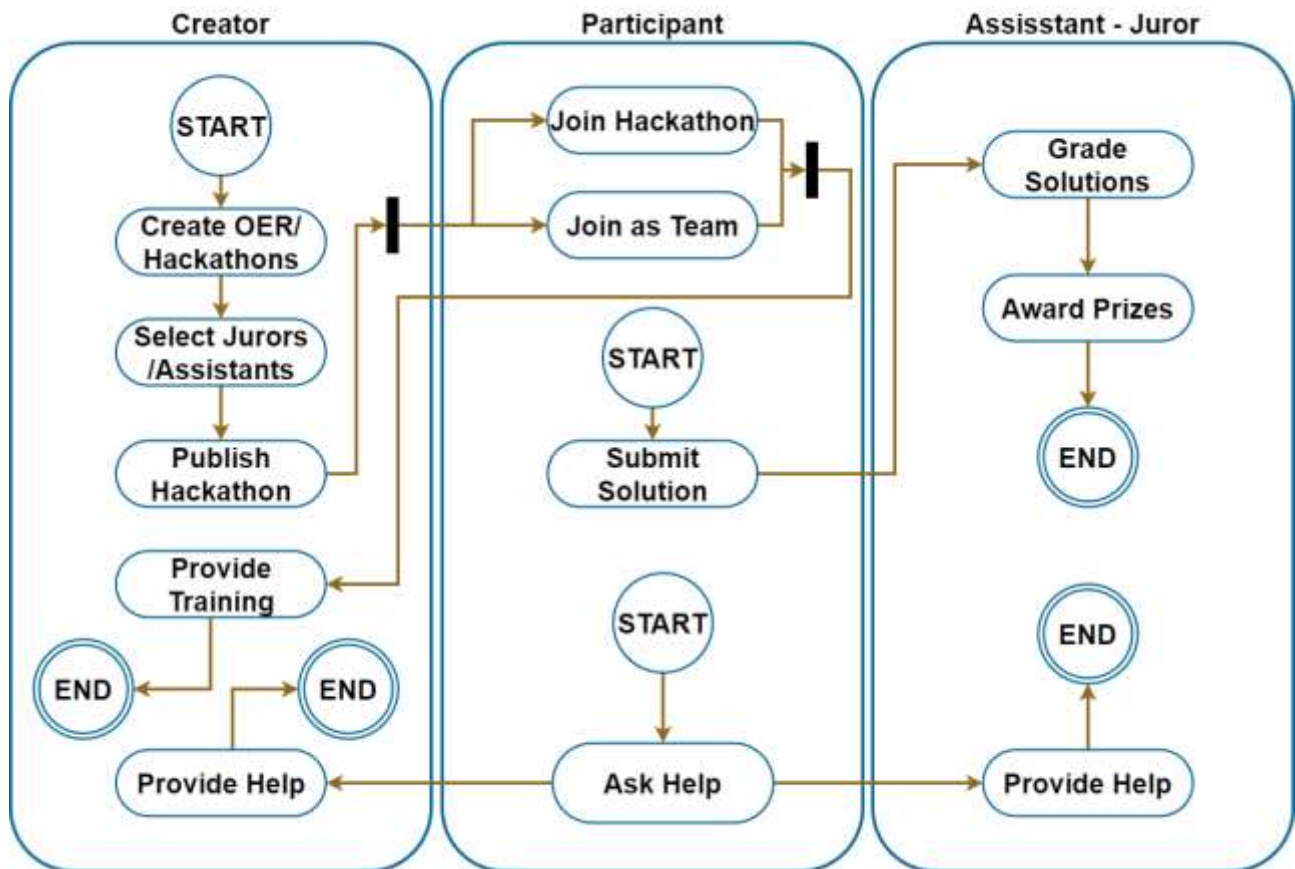 Creator
Participant
Assisstant - Juror
START
Create OER/
Hackathons
Select Jurors
/Assistants
Publish
Hackathon
Provide
Training
END
END
Provide Help
Join Hackathon
Join as Team
START
Submit
Solution
START
Ask Help
Grade
Solutions
Award Prizes
END
END
Provide Help